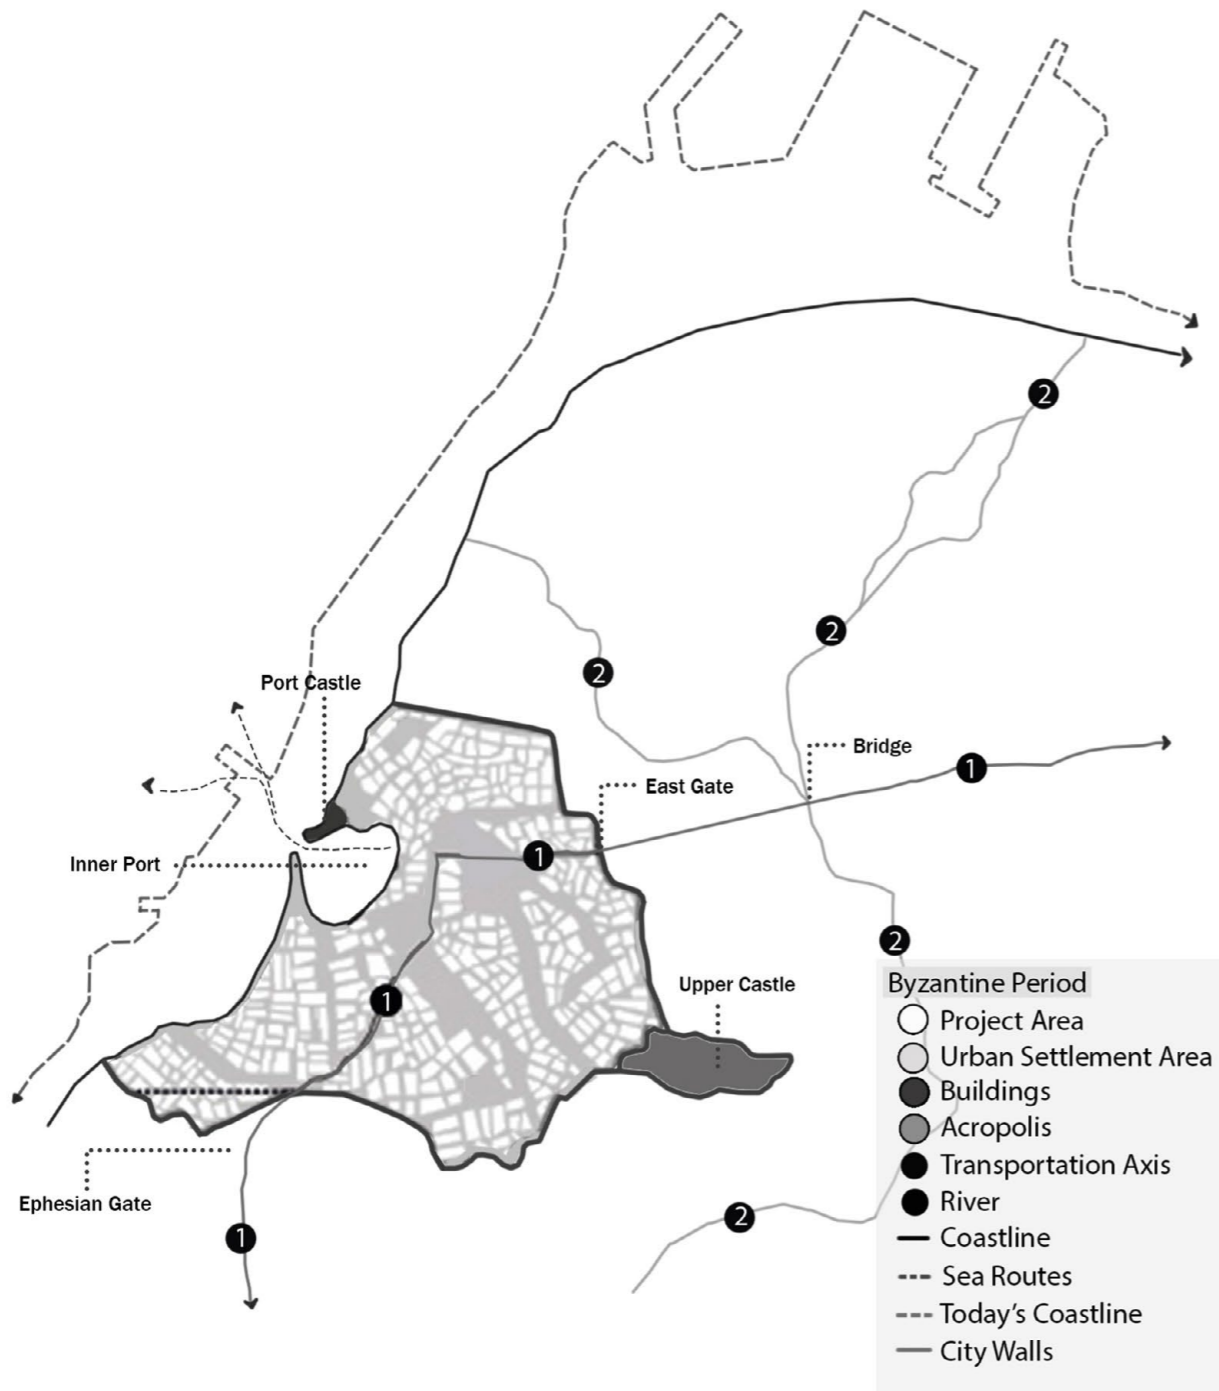 2
2
2
Port Castle
Bridge
1
East Gate
1
Inner Port
2
Upper Castle
1
Ephesian Gate
2
1
Byzantine Period
Project Area
Urban Settlement Area
Buildings
Acropolis
Transportation Axis
River
Coastline
Sea Routes
Today's Coastline
City Walls